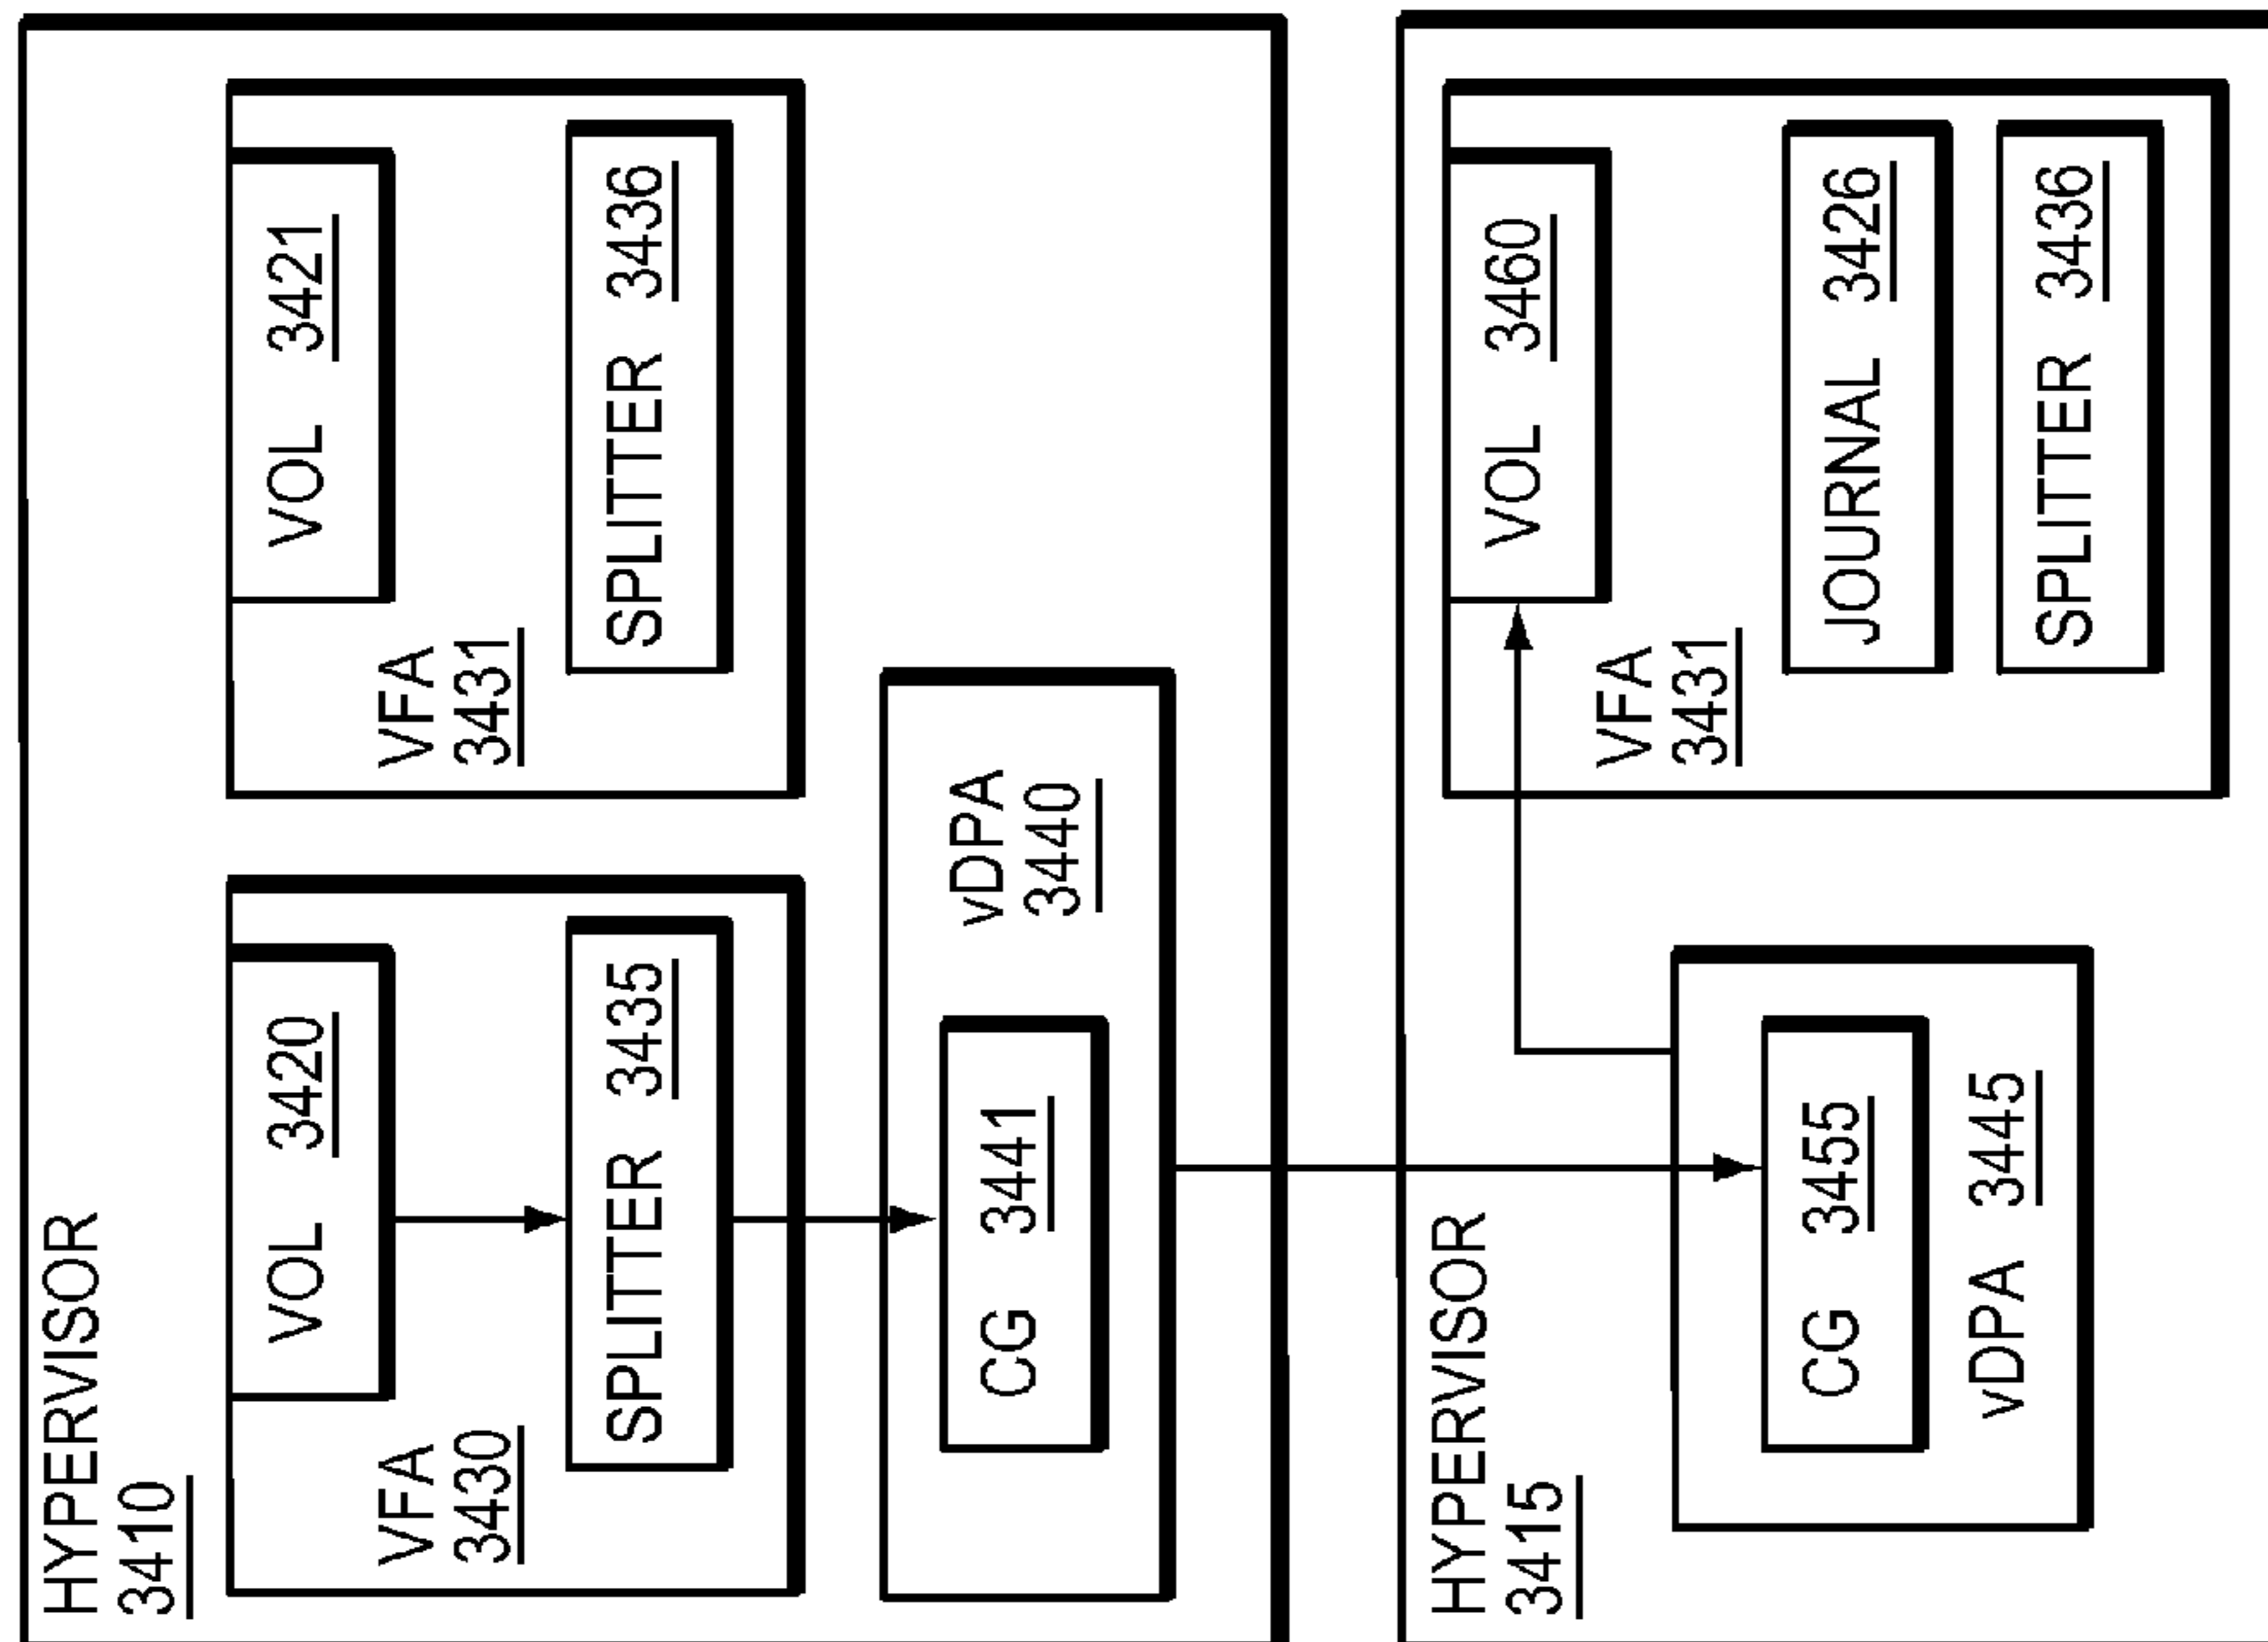 HYPERVISOR
3410
VOL 3420
VFA
3430
SPLITTER 3435
VOL 3421
VFA
3431
SPLITTER 3436
vDPA
3440
CG 3441
HYPERVISOR
3415
CG 3455
vDPA 3445
VOL 3460
VFA
3431
JOURNAL 3426
SPLITTER 3436